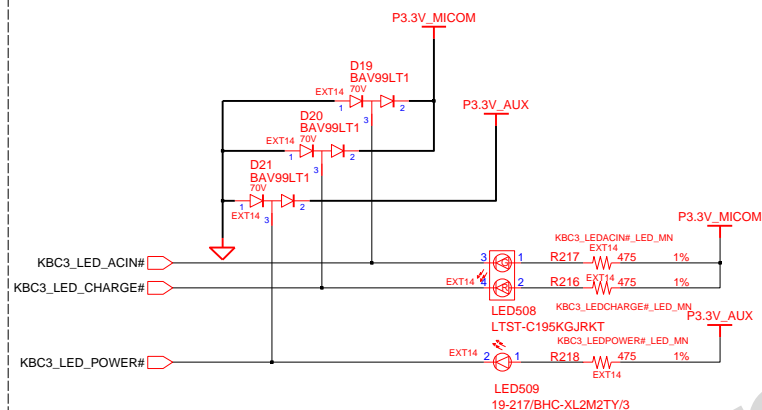 P3.3V_MICOM
D19
BAV99LT1
EXT14
70V
1
2
3
P3.3V_AUX
D20
BAV99LT1
EXT14
70V
1
2
3
D21
BAV99LT1
70V
1
2
EXT14
3
P3.3V_MICOM
KBC3_LEDACIN#_LED_MN
EXT14
KBC3_LED_ACIN#
3
G
1
R217
475
1%
KBC3_LED_CHARGE#
EXT14
4
R
2
R216
EXT14
475
1%
KBC3_LEDCHARGE#_LED_MN
LED508
LTST-C195KGJRKT
P3.3V_AUX
KBC3_LEDPOWER#_LED_MN
KBC3_LED_POWER#
EXT14
2
1
R218
475
1%
EXT14
LED509
19-217/BHC-XL2M2TY/3